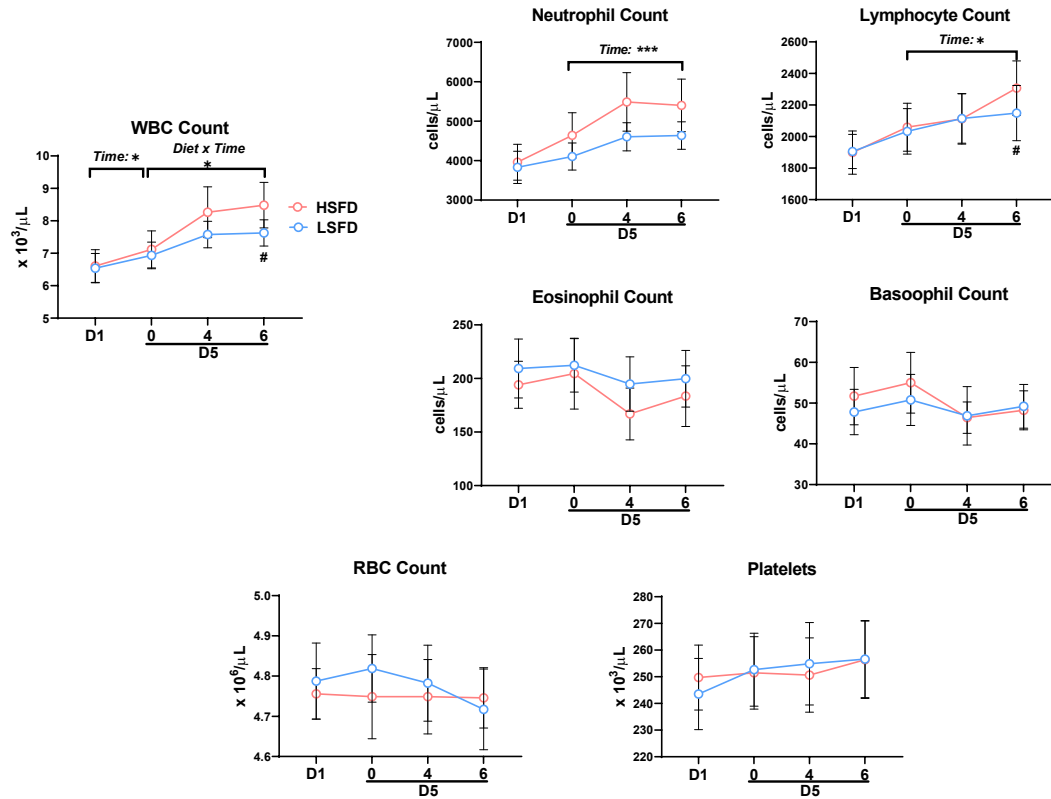 WBC Count
Time: *
Diet x Time
*
x 10³/μL
10
9
8
7
6
5
#
D1
0
4
6
D5
HSFD
LSFD
Neutrophil Count
Time: ***
cells/μL
7000
6000
5000
4000
3000
D1
0
4
6
D5
Lymphocyte Count
Time: *
cells/μL
2600
2400
2200
2000
1800
1600
#
D1
0
4
6
D5
Eosinophil Count
cells/μL
250
200
150
100
D1
0
4
6
D5
Basoophil Count
cells/μL
70
60
50
40
30
D1
0
4
6
D5
RBC Count
x 10⁶/μL
5.0
4.9
4.8
4.7
4.6
D1
0
4
6
D5
Platelets
x 10³/μL
280
270
260
250
240
230
220
D1
0
4
6
D5